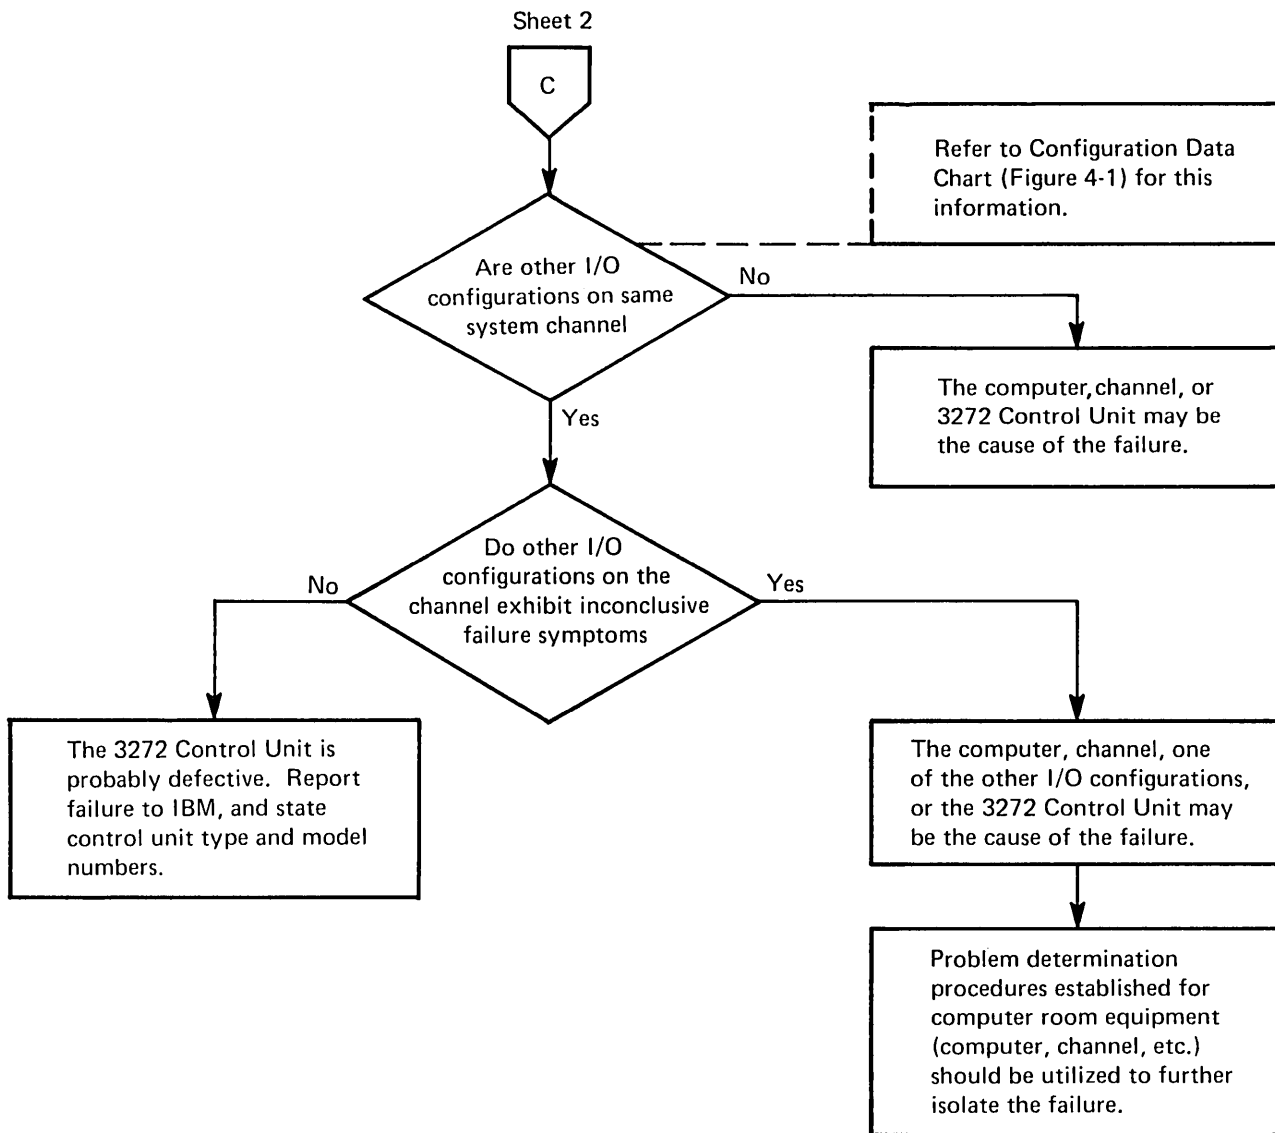 Sheet 2
C
Refer to Configuration Data
Chart (Figure 4-1) for this
information.
Are other I/O
configurations on same
system channel
No
The computer, channel, or
3272 Control Unit may be
the cause of the failure.
Yes
Do other I/O
configurations on the
channel exhibit inconclusive
failure symptoms
No
Yes
The 3272 Control Unit is
probably defective. Report
failure to IBM, and state
control unit type and model
numbers.
The computer, channel, one
of the other I/O configurations,
or the 3272 Control Unit may
be the cause of the failure.
Problem determination
procedures established for
computer room equipment
(computer, channel, etc.)
should be utilized to further
isolate the failure.